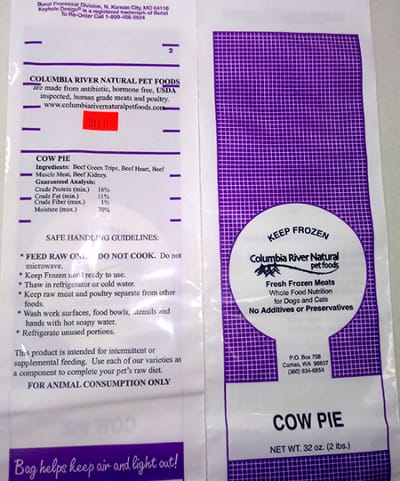 Bunzl Processor Division, N. Kansas City, MO 64116
Keyhole Design® is a registered trademark of Bunzl
To Re-Order Call 1-800-456-5624
3
COLUMBIA RIVER NATURAL PET FOODS
are made from antibiotic, hormone free, USDA
inspected, human grade meats and poultry.
www.columbiarivernaturalpetfoods.com
COW PIE
Ingredients: Beef Green Tripe, Beef Heart, Beef
Muscle Meat, Beef Kidney.
Guaranteed Analysis:
Crude Protein (min.) 16%
Crude Fat (min.) 11%
Crude Fiber (max.) 1%
Moisture (max.) 70%
SAFE HANDLING GUIDELINES:
* FEED RAW ONLY. DO NOT COOK. Do not
microwave.
* Keep Frozen until ready to use.
* Thaw in refrigerator or cold water.
* Keep raw meat and poultry separate from other
foods.
* Wash work surfaces, food bowls, utensils and
hands with hot soapy water.
* Refrigerate unused portions.
This product is intended for intermittent or
supplemental feeding. Use each of our varieties as
a component to complete your pet's raw diet.
FOR ANIMAL CONSUMPTION ONLY
Bag helps keep air and light out!
KEEP FROZEN
Columbia River Natural
pet foods
Fresh Frozen Meats
Whole Food Nutrition
for Dogs and Cats
No Additives or Preservatives
P.O. Box 798
Camas, WA 98607
(360) 834-6854
COW PIE
NET WT. 32 oz. (2 lbs.)